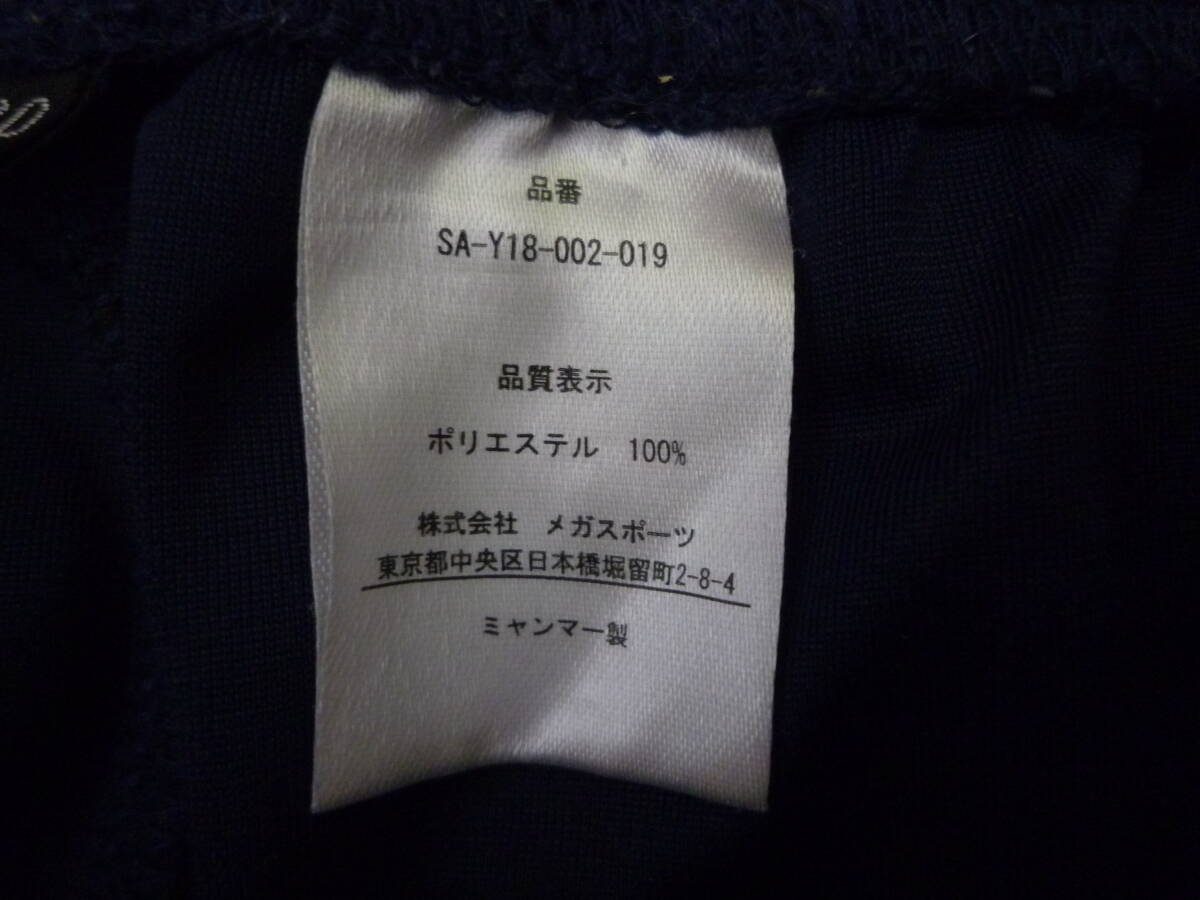 品番
SA-Y18-002-019
品質表示
ポリエステル 100%
株式会社 メガスポーツ
東京都中央区日本橋堀留町2-8-4
ミャンマー製